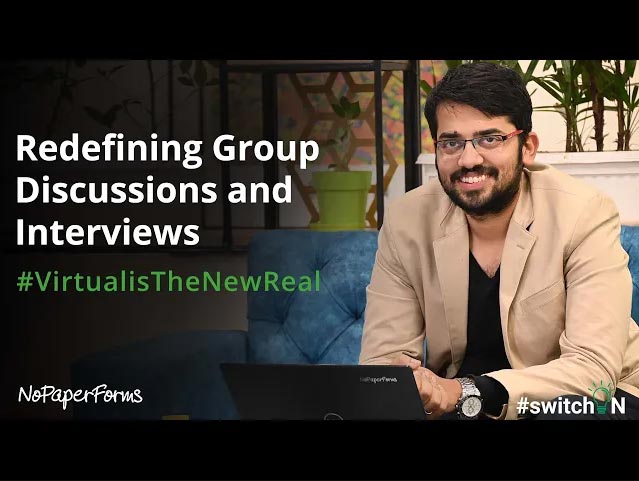 Redefining Group
Discussions and
Interviews
#VirtualisTheNewReal
NoPaperForms
NoPaperForms
#switchON